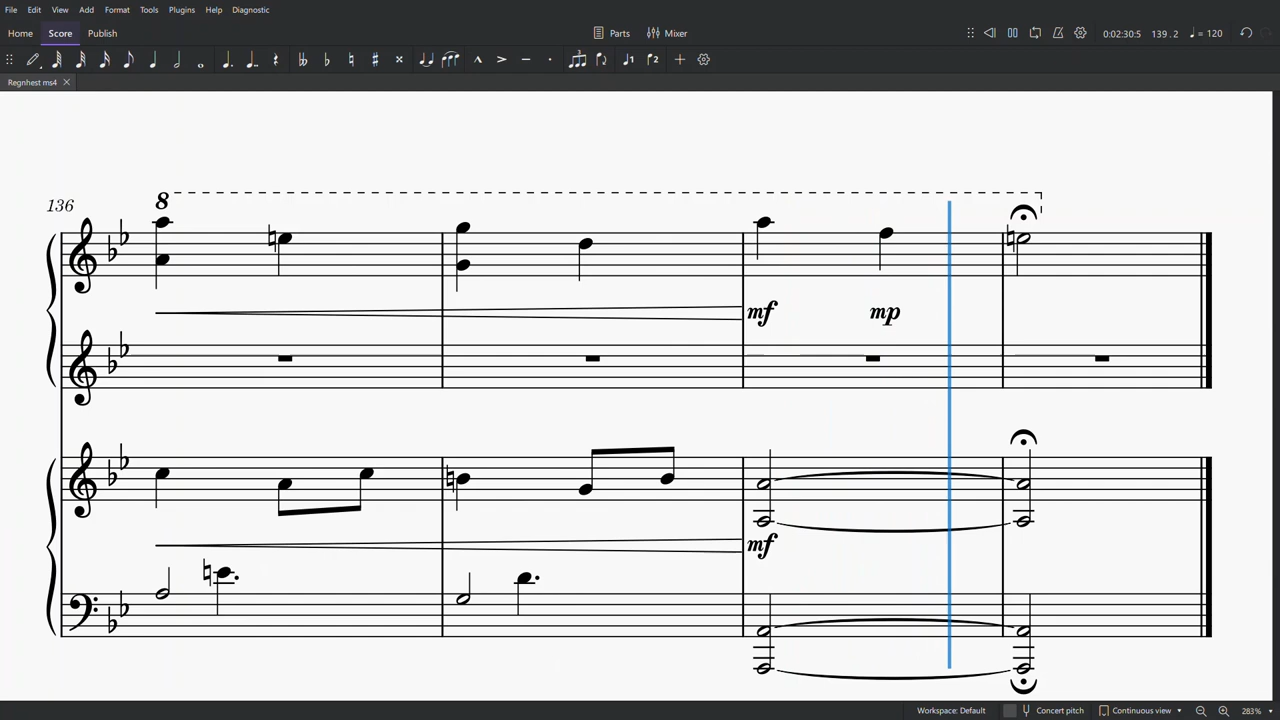 File Edit View Add Format Tools Plugins Help Diagnostic
Home Score Publish Parts Mixer 0:02:30:5 139.2 = 120
Regnhest ms4
8
136
mf mp
mf
Workspace: Default Concert pitch Continuous view 283%